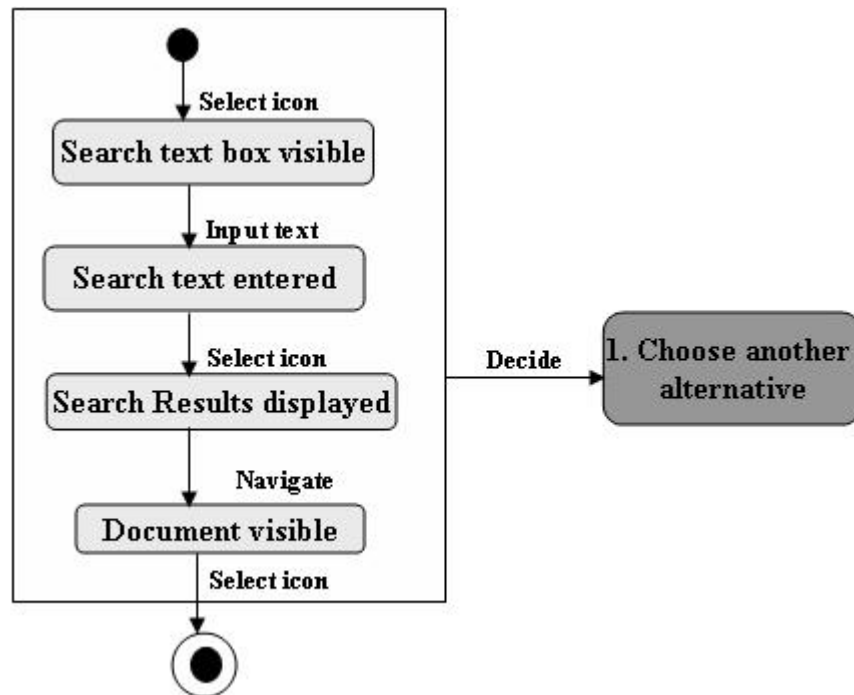 Select icon
Search text box visible
Input text
Search text entered
Select icon
Search Results displayed
Navigate
Document visible
Select icon
Decide
1. Choose another
alternative